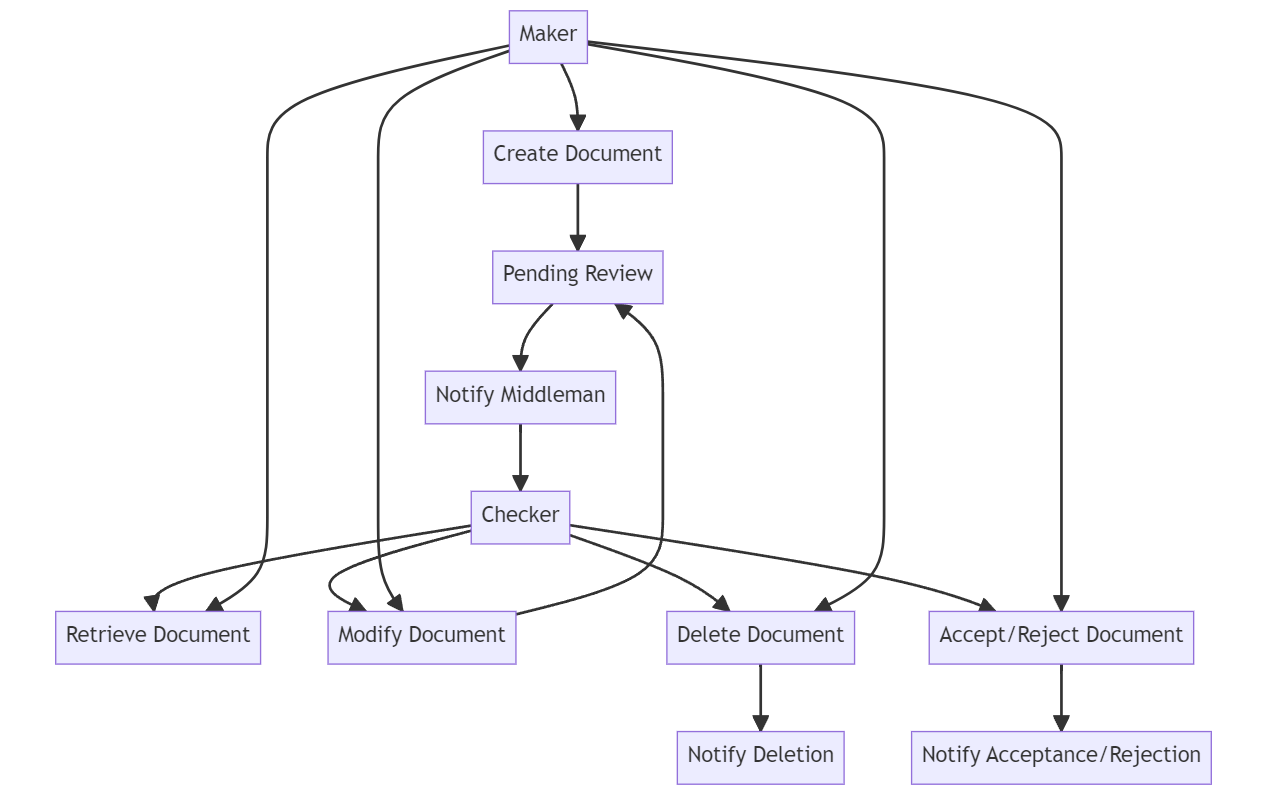 Maker
Create Document
Pending Review
Notify Middleman
Checker
Retrieve Document
Modify Document
Delete Document
Accept/Reject Document
Notify Deletion
Notify Acceptance/Rejection